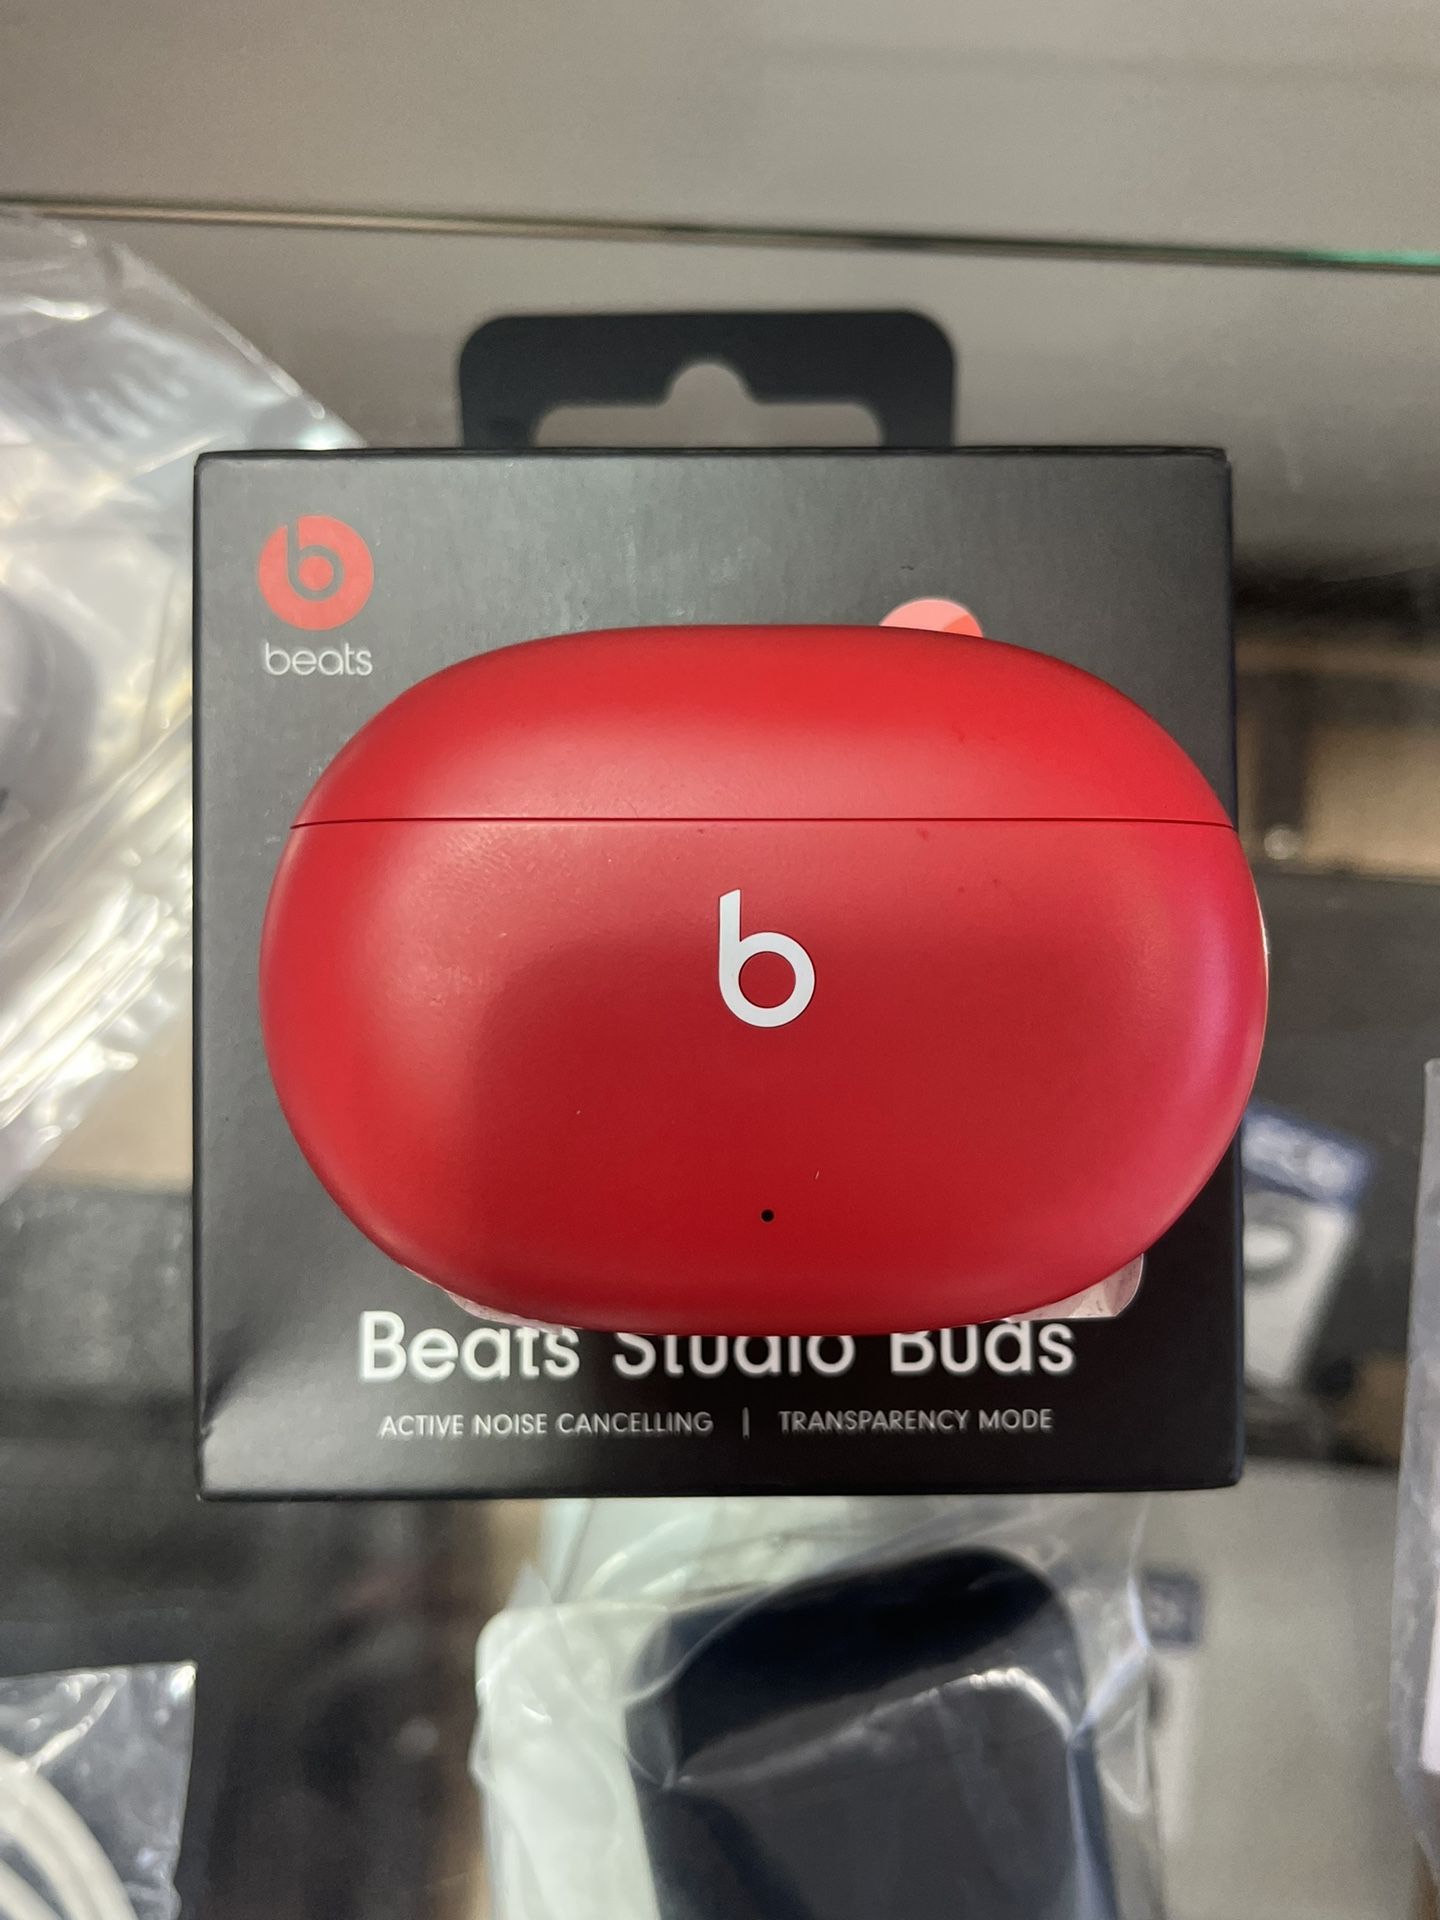 beats
b
Beats Studio Buds
ACTIVE NOISE CANCELLING | TRANSPARENCY MODE